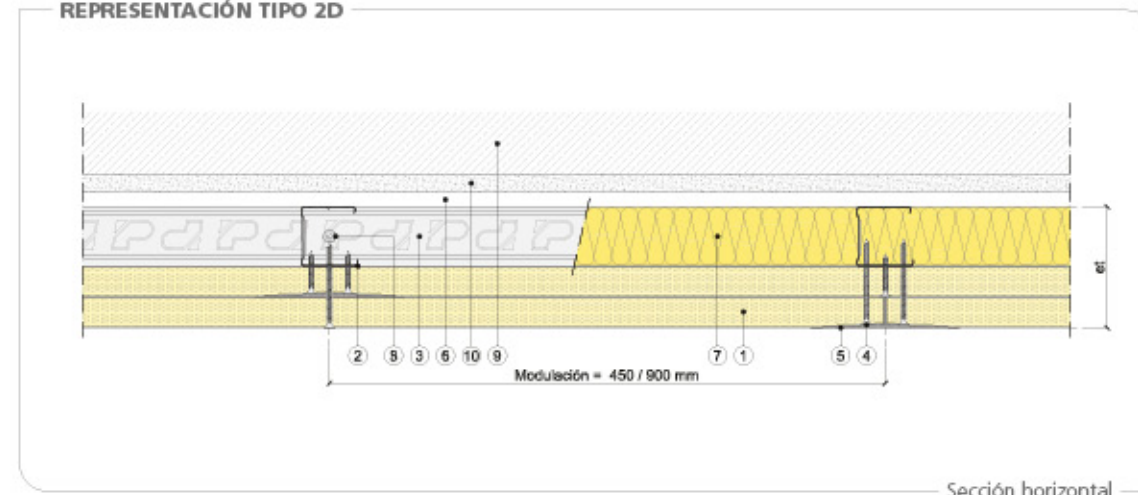 REPRESENTACIÓN TIPO 2D
et
2 8 3 6 10 9 7 1 5 4
Modulación = 450 / 900 mm
Sección horizontal